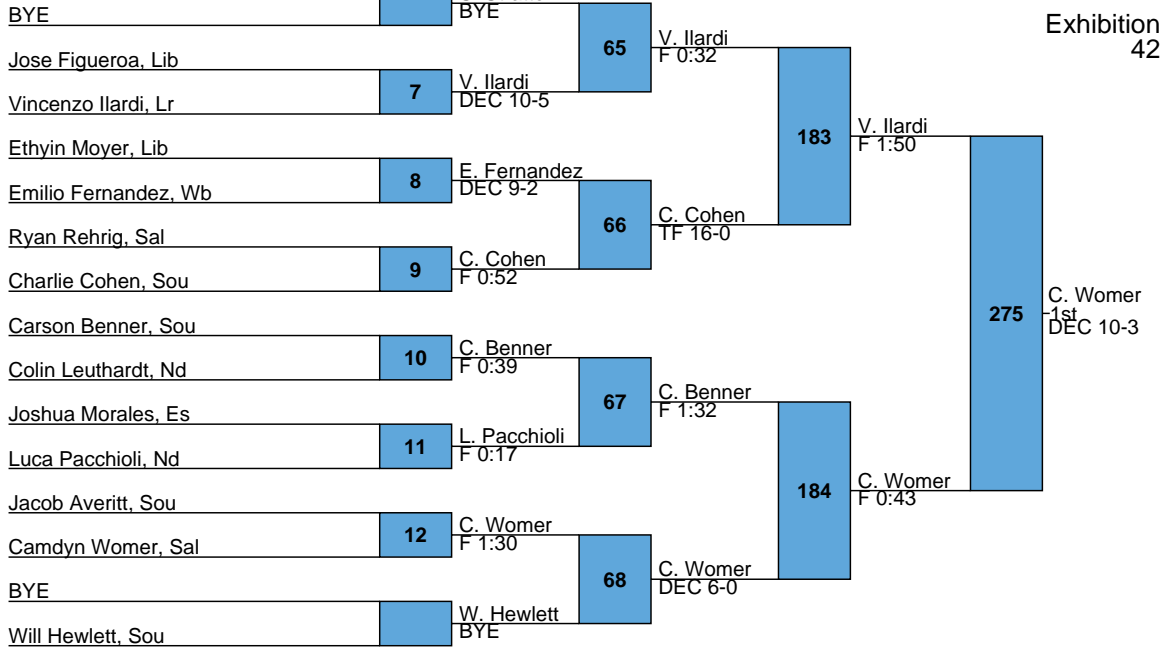 BYE
BYE
Exhibition
42
65
V. Ilardi
F 0:32
Jose Figueroa, Lib
7
V. Ilardi
DEC 10-5
Vincenzo Ilardi, Lr
183
V. Ilardi
F 1:50
Ethyin Moyer, Lib
8
E. Fernandez
DEC 9-2
Emilio Fernandez, Wb
66
C. Cohen
TF 16-0
Ryan Rehrig, Sal
9
C. Cohen
F 0:52
Charlie Cohen, Sou
275
C. Womer
1st
DEC 10-3
Carson Benner, Sou
10
C. Benner
F 0:39
Colin Leuthardt, Nd
67
C. Benner
F 1:32
Joshua Morales, Es
11
L. Pacchioli
F 0:17
Luca Pacchioli, Nd
184
C. Womer
F 0:43
Jacob Averitt, Sou
12
C. Womer
F 1:30
Camdyn Womer, Sal
68
C. Womer
DEC 6-0
BYE
W. Hewlett
BYE
Will Hewlett, Sou